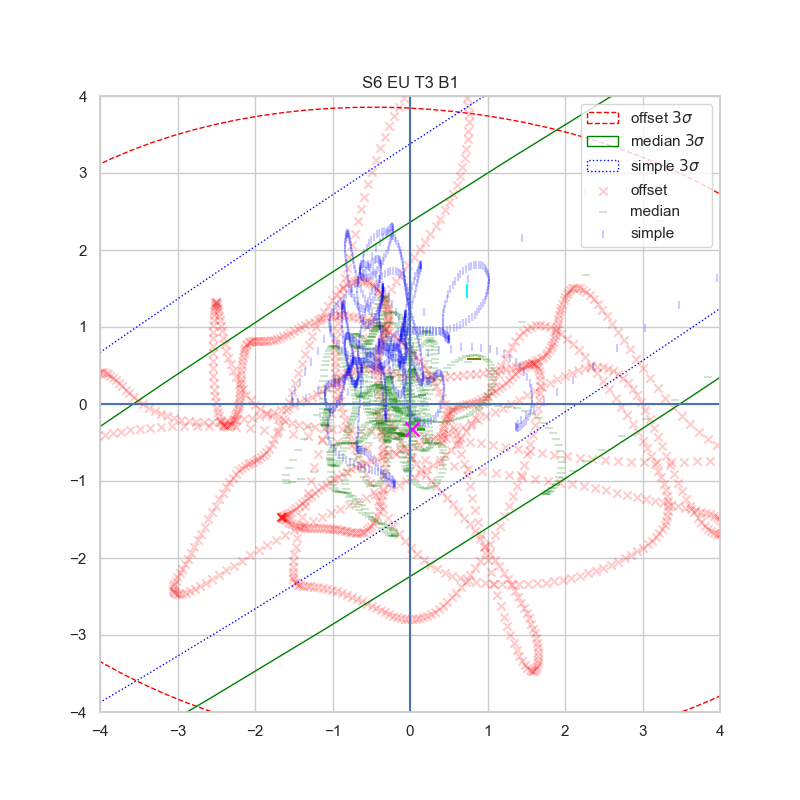 S6 EU T3 B1
offset 3σ
median 3σ
simple 3σ
offset
median
simple
4
3
2
1
0
−1
−2
−3
−4
−4 −3 −2 −1 0 1 2 3 4